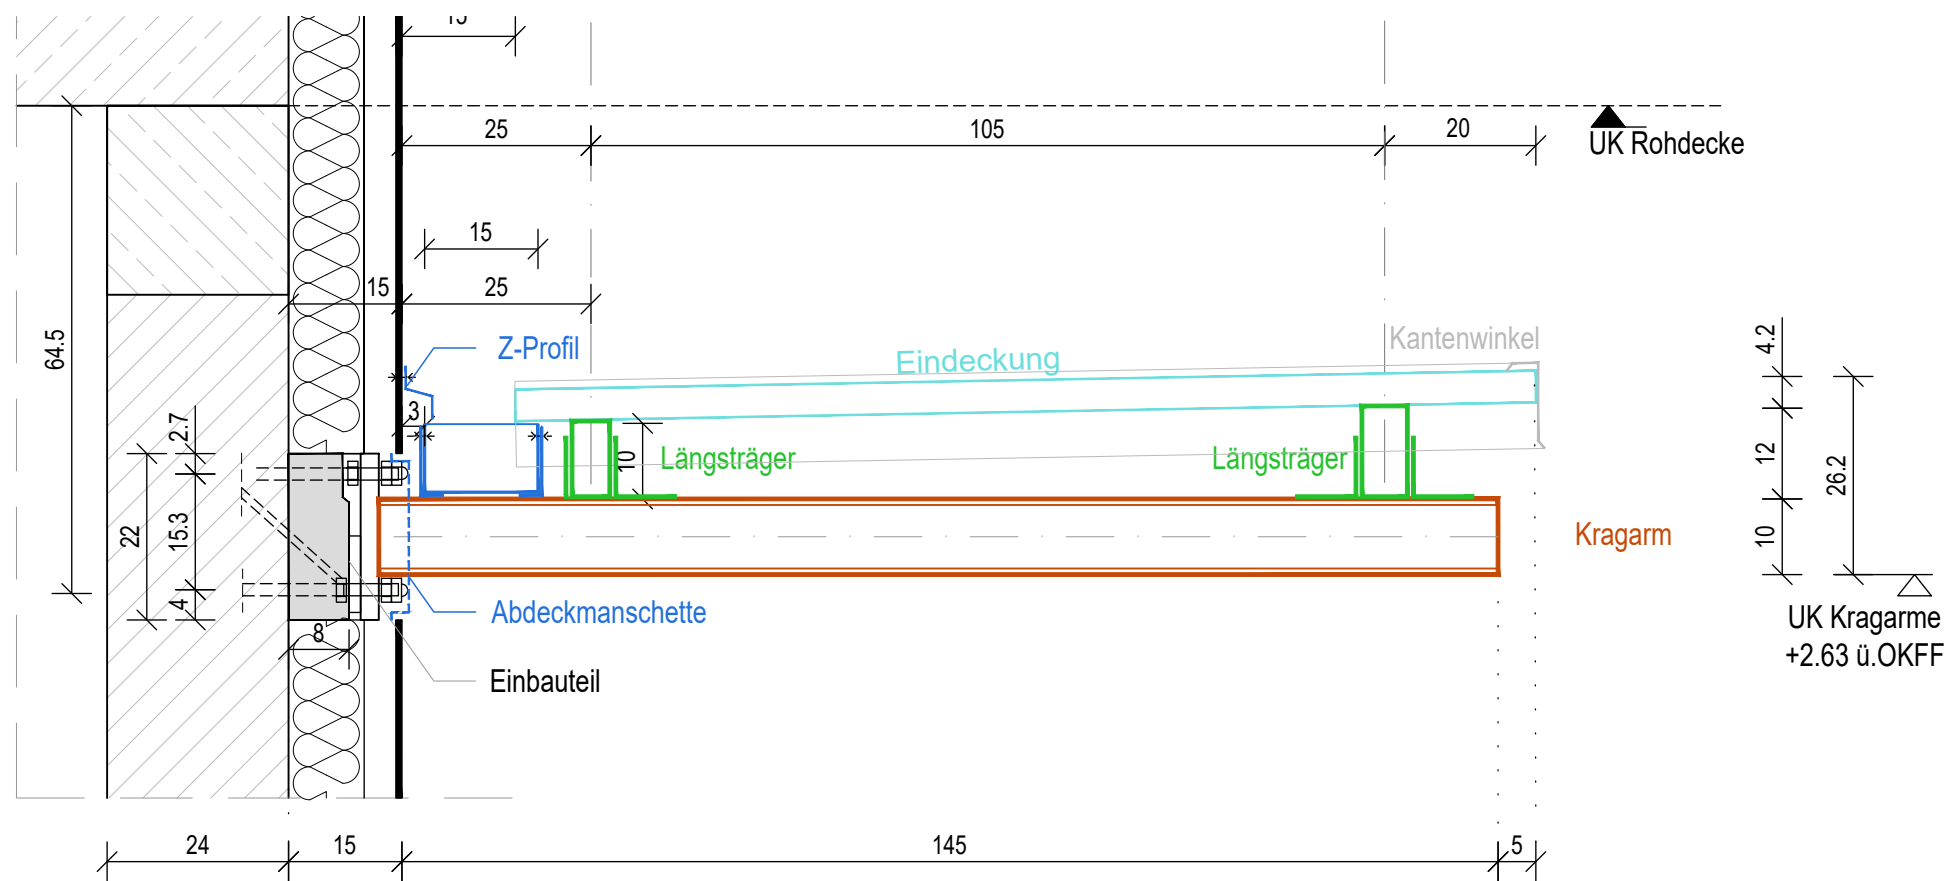 25
105
20
UK Rohdecke
15
15
25
64.5
Z-Profil
Eindeckung
Kantenwinkel
4.2
3
2.7
10
Längsträger
Längsträger
12
26.2
22
15.3
Kragarm
10
4
Abdeckmanschette
UK Kragarme
+2.63 ü.OKFF
8
Einbauteil
24
15
145
5